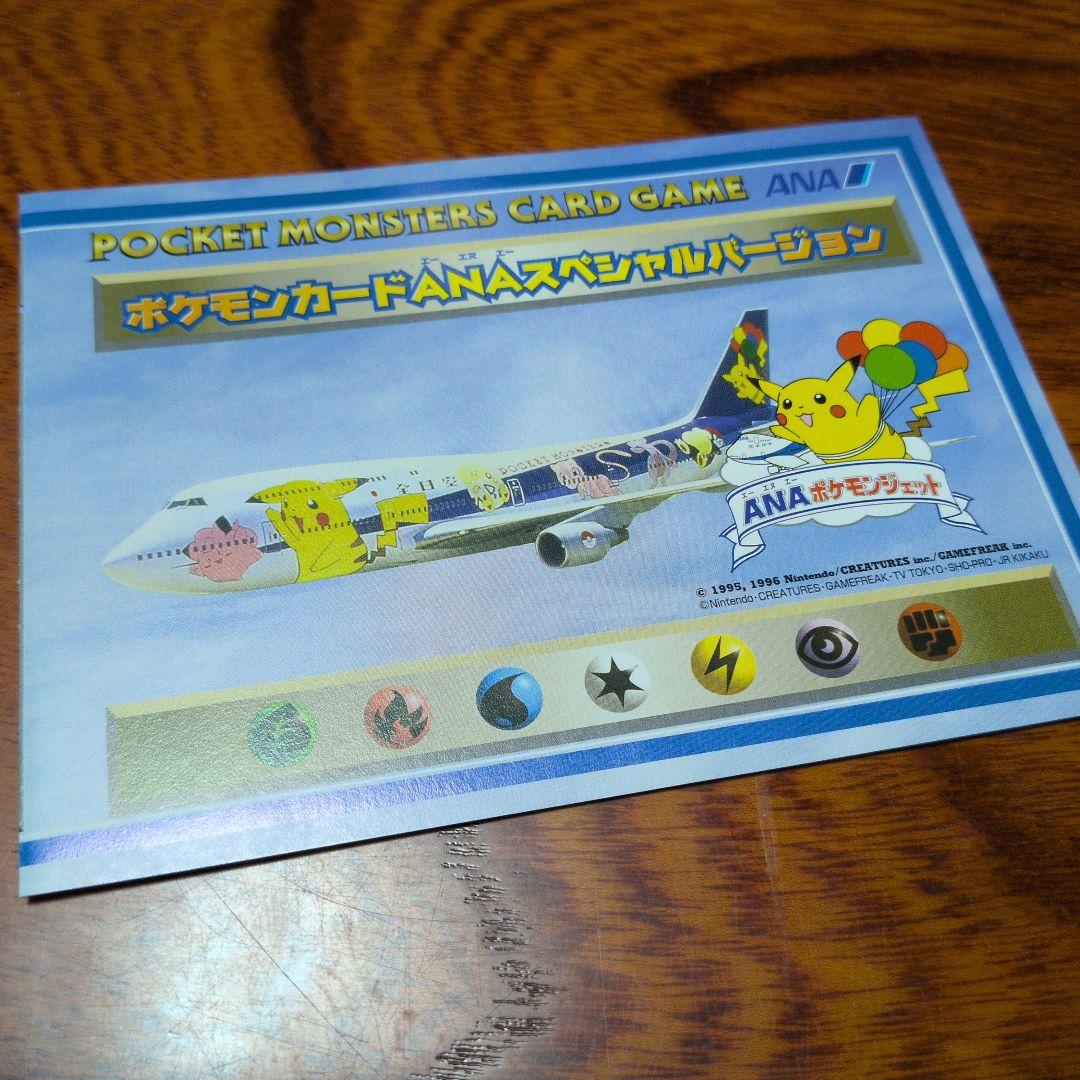 POCKET MONSTERS CARD GAME ANA
エー エヌ エー
ポケモンカードANAスペシャルバージョン
全日空
POCKET MONSTERS
エー エヌ エー
ANAポケモンジェット
© 1995, 1996 Nintendo/CREATURES inc./GAMEFREAK inc.
©Nintendo・CREATURES・GAMEFREAK・TV TOKYO・SHO-PRO・JR KIKAKU